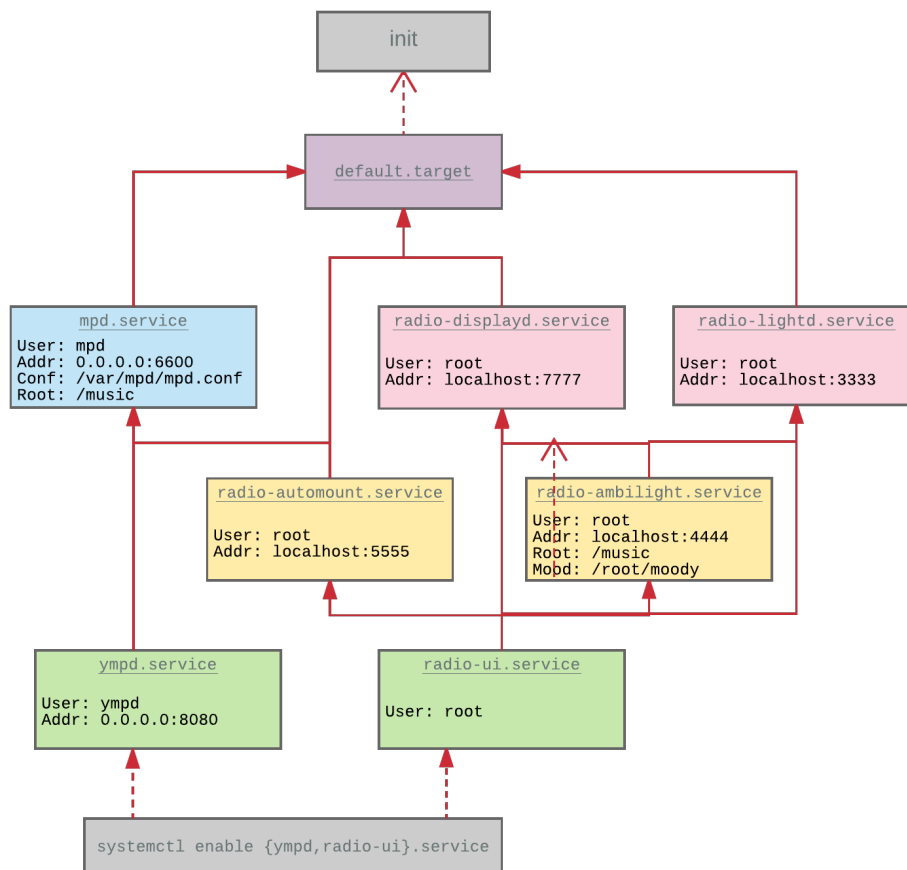 init
default.target
mpd.service
User: mpd
Addr: 0.0.0.0:6600
Conf: /var/mpd/mpd.conf
Root: /music
radio-displayd.service
User: root
Addr: localhost:7777
radio-lightd.service
User: root
Addr: localhost:3333
radio-automount.service
User: root
Addr: localhost:5555
radio-ambilight.service
User: root
Addr: localhost:4444
Root: /music
Mood: /root/moody
ympd.service
User: ympd
Addr: 0.0.0.0:8080
radio-ui.service
User: root
systemctl enable {ympd,radio-ui}.service